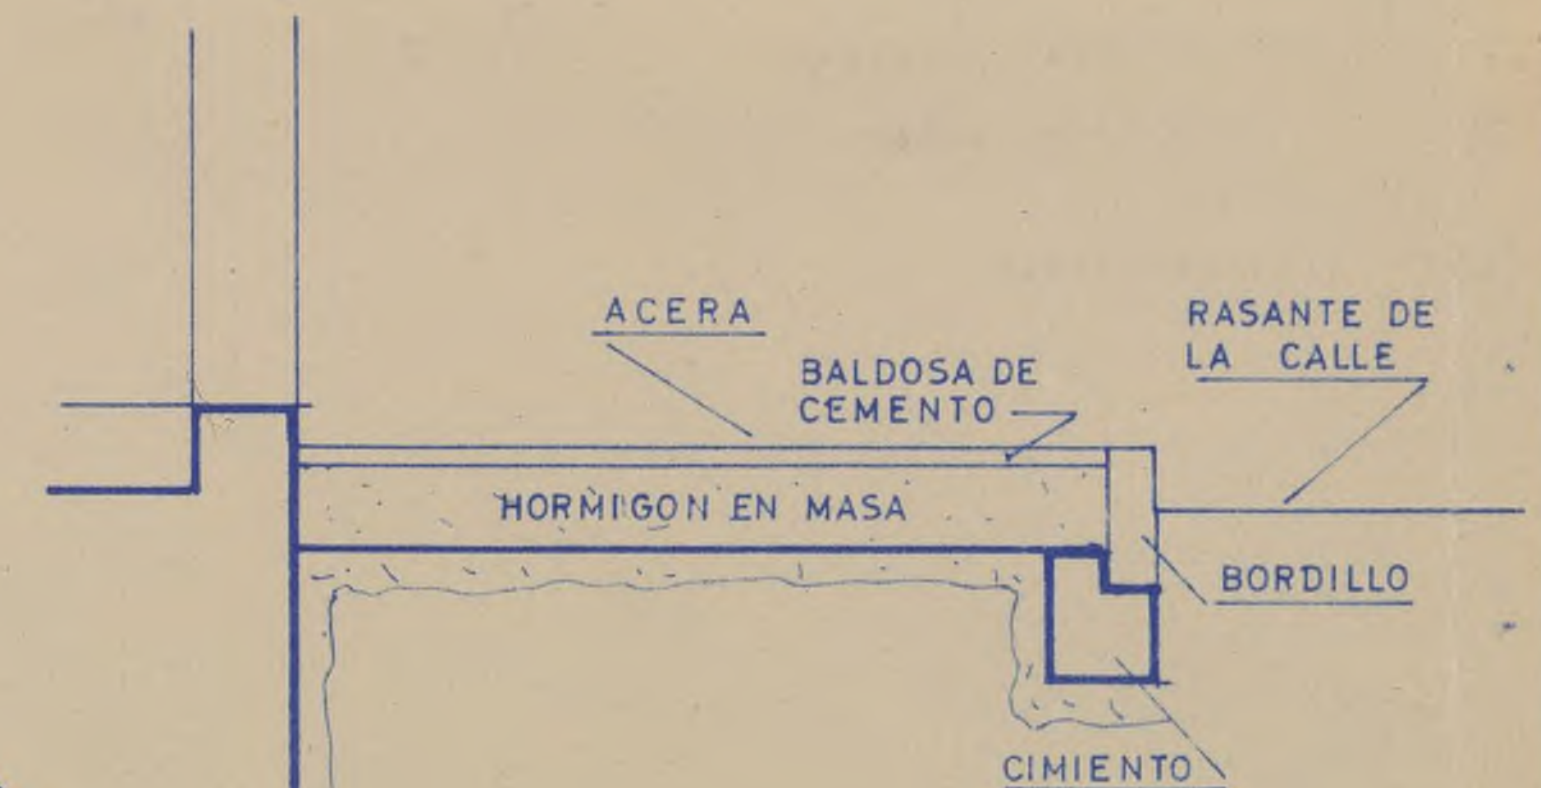 ACERA
BALDOSA DE
CEMENTO
RASANTE DE
LA CALLE
HORMIGON EN MASA
BORDILLO
CIMIENTO